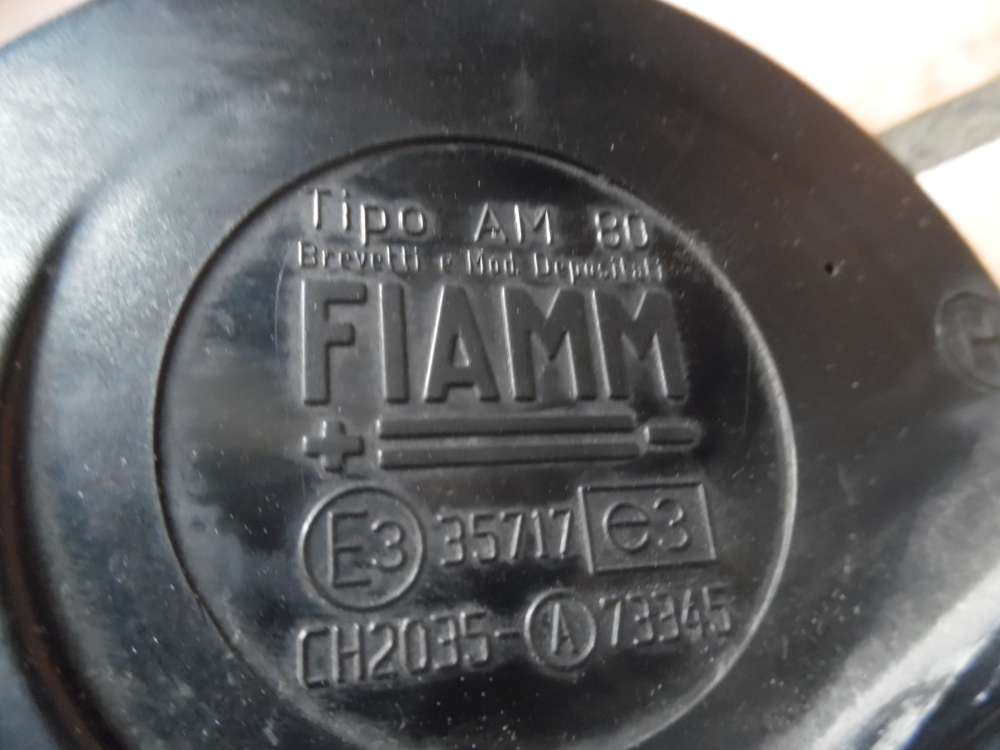 Tipo AM 80
Brevetti e Mod. Depositati
FIAMM
+
E3 35717 e3
CH2035-A 73345